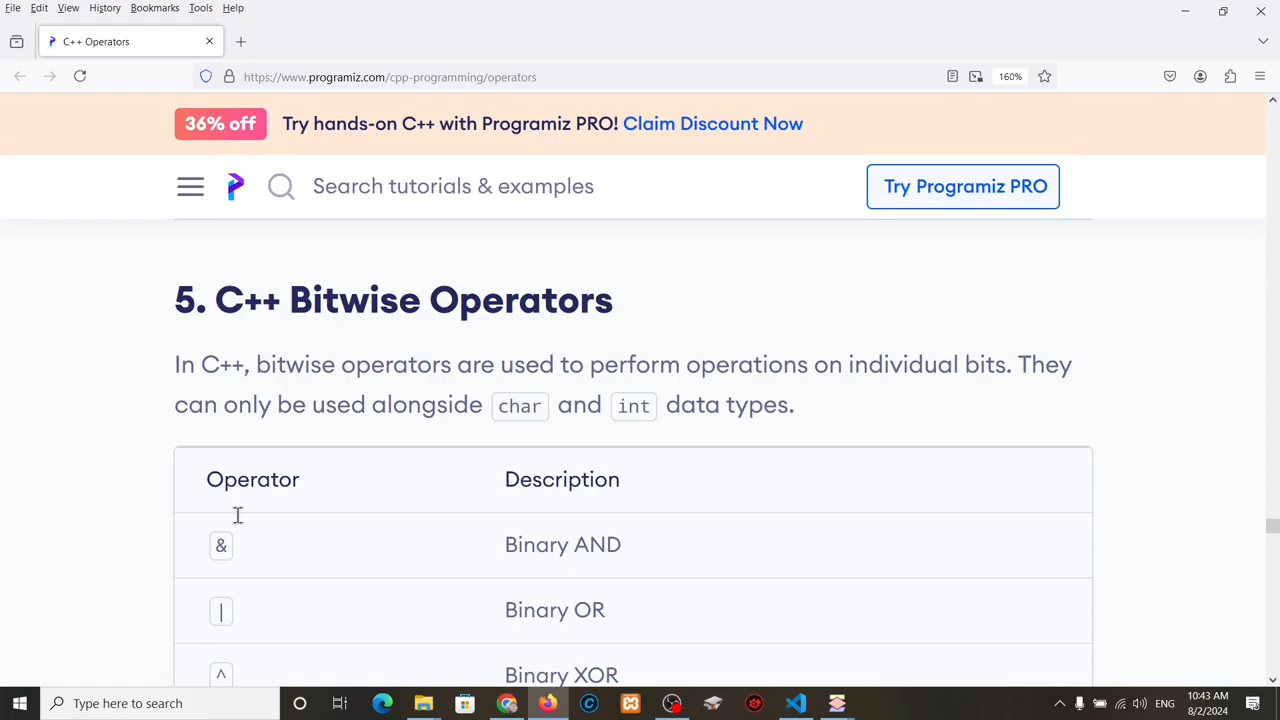 File Edit View History Bookmarks Tools Help
C++ Operators
https://www.programiz.com/cpp-programming/operators
160%
36% off Try hands-on C++ with Programiz PRO! Claim Discount Now
Search tutorials & examples
Try Programiz PRO
5. C++ Bitwise Operators
In C++, bitwise operators are used to perform operations on individual bits. They
can only be used alongside char and int data types.
Operator Description
& Binary AND
| Binary OR
^ Binary XOR
Type here to search
ENG
10:43 AM
8/2/2024